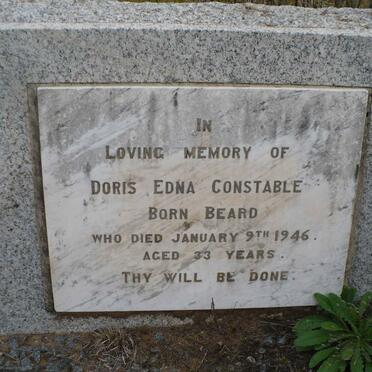 IN
LOVING MEMORY OF
DORIS EDNA CONSTABLE
BORN BEARD
WHO DIED JANUARY 9TH 1946.
AGED 33 YEARS.
THY WILL BE DONE